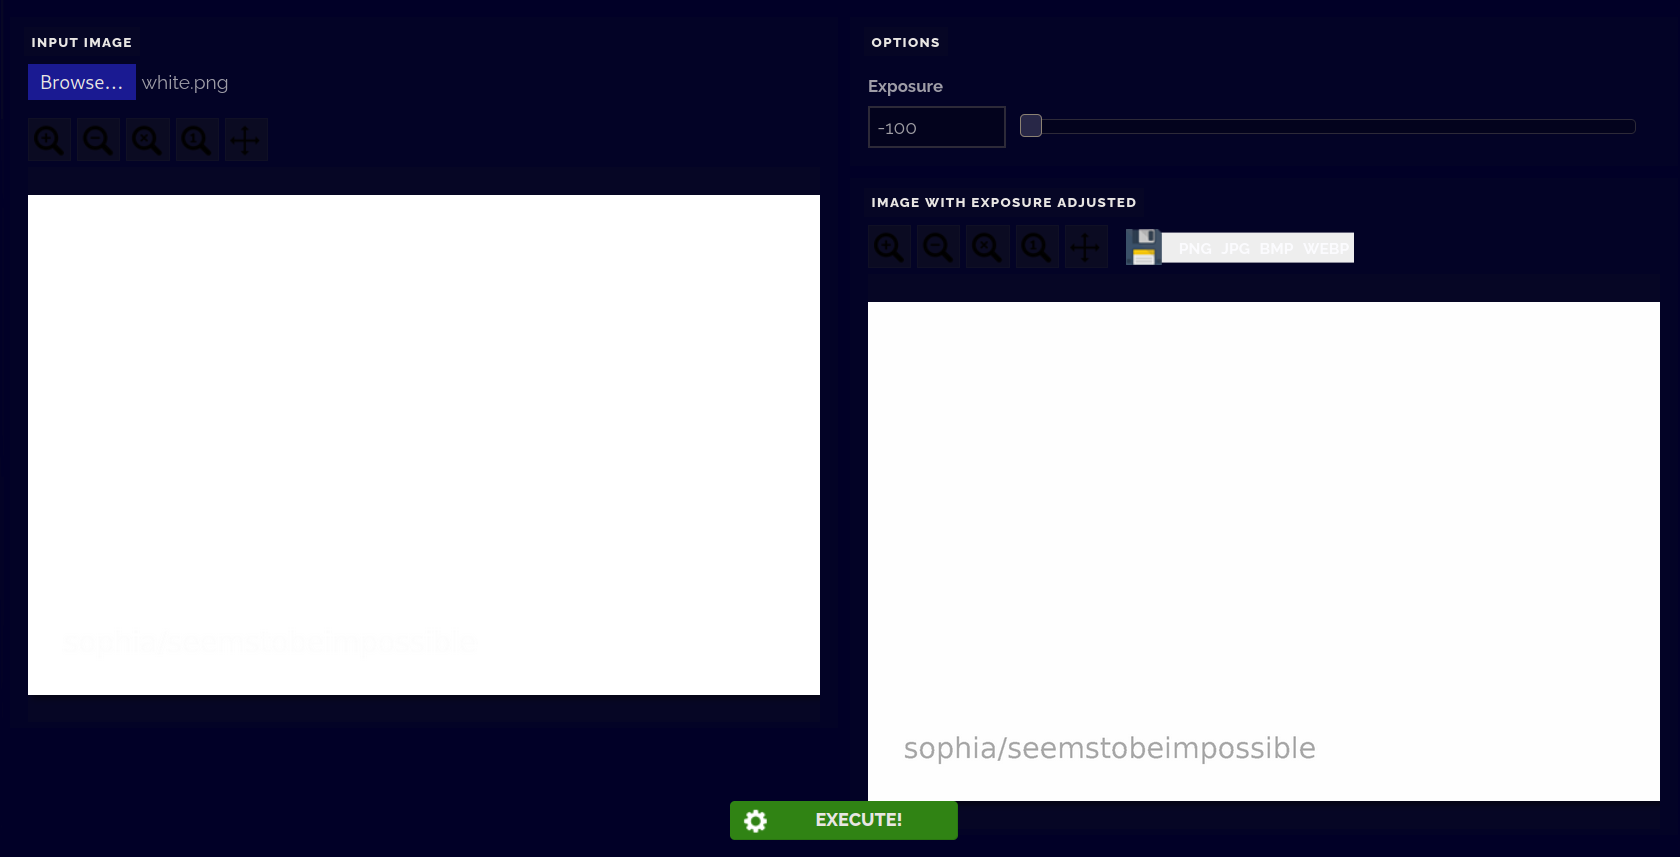 INPUT IMAGE
Browse... white.png
OPTIONS
Exposure
-100
IMAGE WITH EXPOSURE ADJUSTED
PNG JPG BMP WEBP
sophia/seemstobeimpossible
EXECUTE!